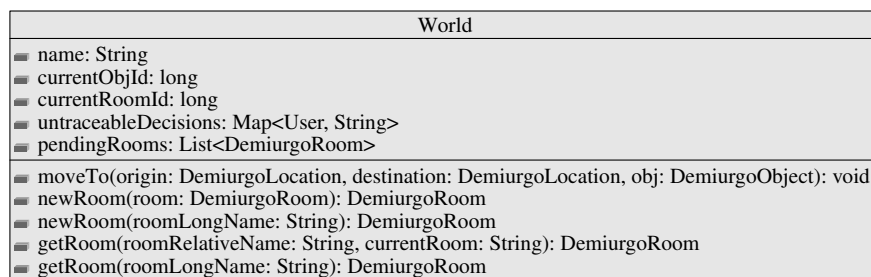 World
name: String
currentObjId: long
currentRoomId: long
untraceableDecisions: Map<User, String>
pendingRooms: List<DemiurgoRoom>
moveTo(origin: DemiurgoLocation, destination: DemiurgoLocation, obj: DemiurgoObject): void
newRoom(room: DemiurgoRoom): DemiurgoRoom
newRoom(roomLongName: String): DemiurgoRoom
getRoom(roomRelativeName: String, currentRoom: String): DemiurgoRoom
getRoom(roomLongName: String): DemiurgoRoom